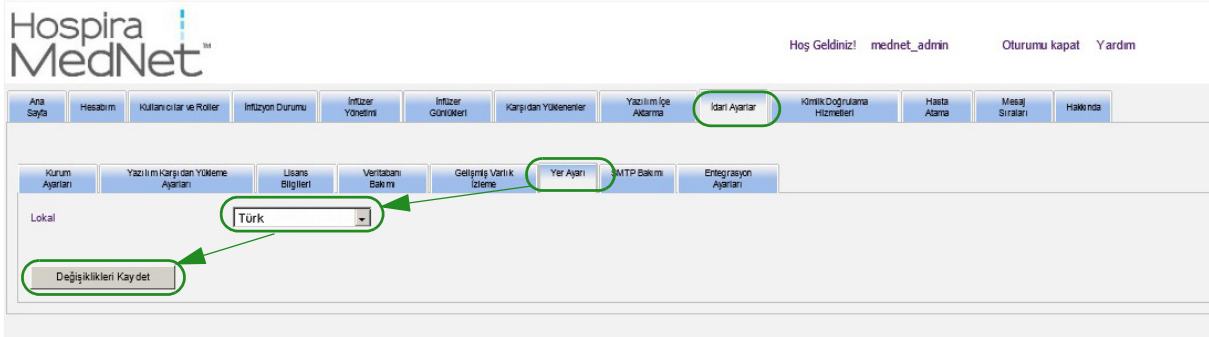 Hospira
MedNet™
Hoş Geldiniz! mednet_admin Oturumu kapat Yardım
Ana Sayfa
Hesabım
Kullanıcılar ve Roller
İnfüzyon Durumu
İnfüzer Yönetimi
İnfüzer Günlükleri
Karşıdan Yüklenenler
Yazılım İçe Aktarma
İdari Ayarlar
Kimlik Doğrulama Hizmetleri
Hasta Atama
Mesaj Sıraları
Hakkında
Kurum Ayarları
Yazılım Karşıdan Yükleme Ayarları
Lisans Bilgileri
Veritabanı Bakımı
Gelişmiş Varlık İzleme
Yer Ayarı
SMTP Bakımı
Entegrasyon Ayarları
Lokal
Türk
Değişiklikleri Kaydet